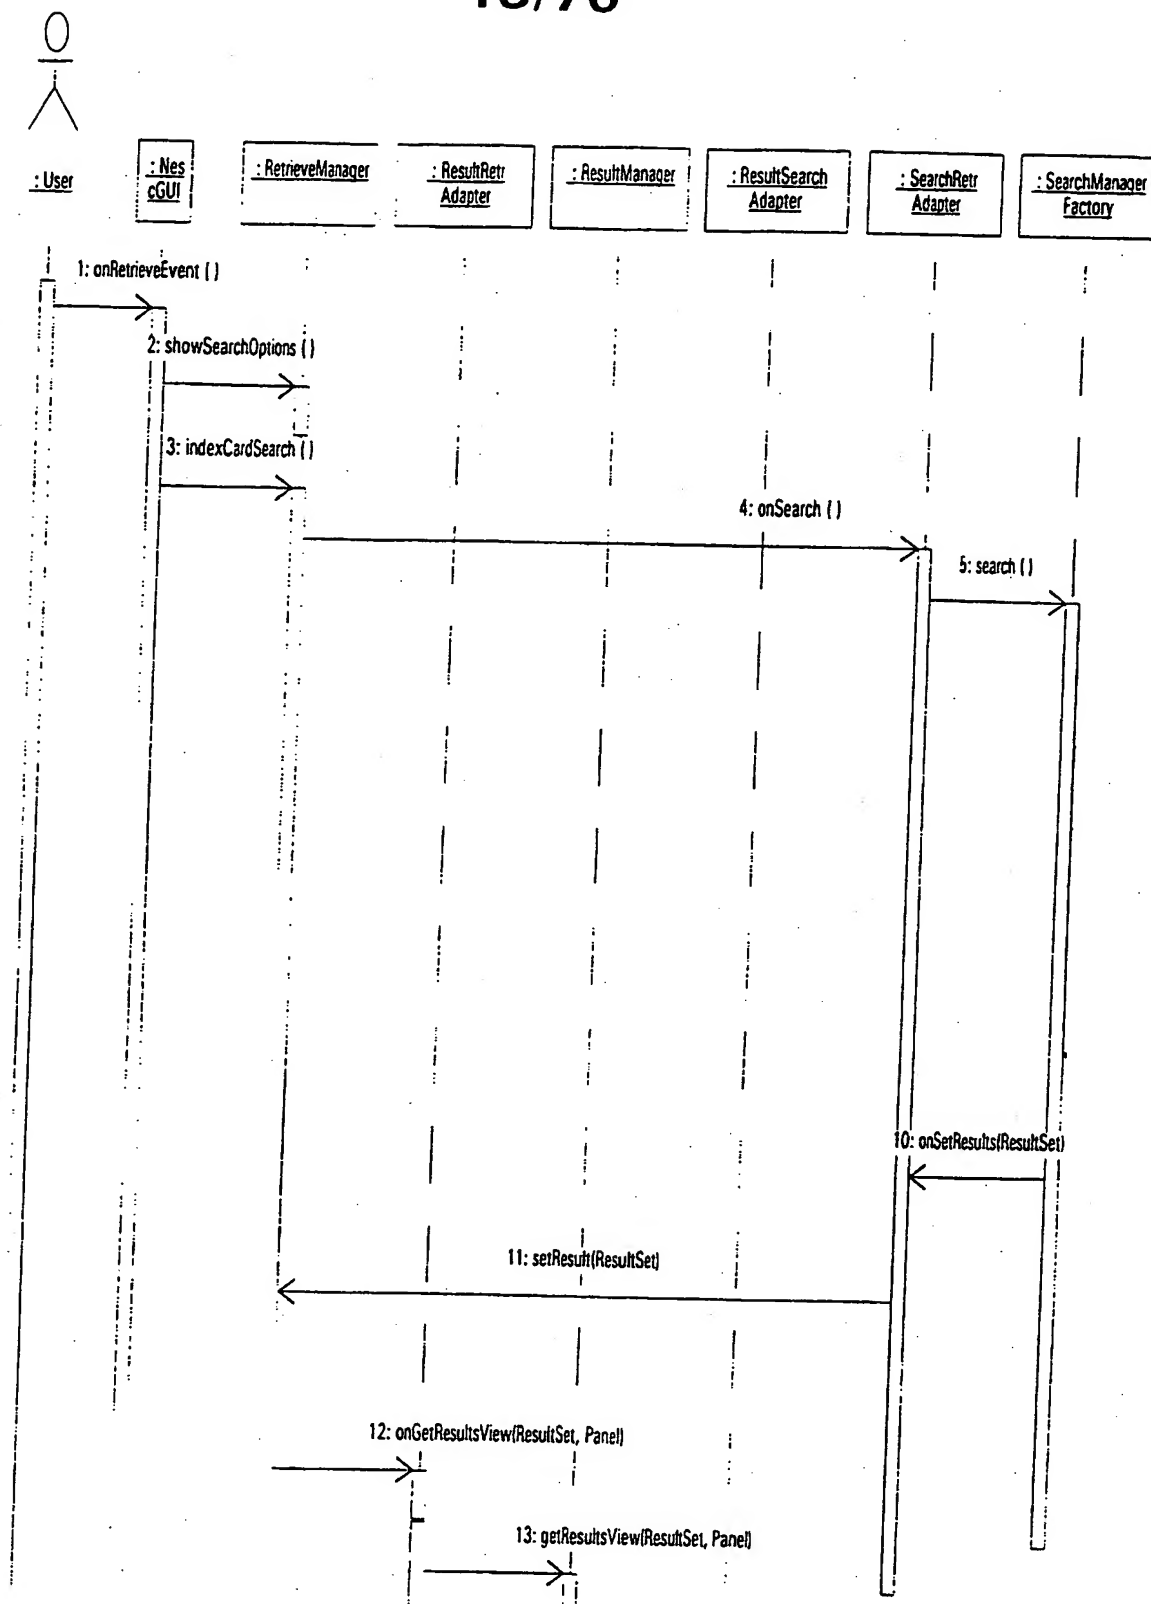 : User
: Nes
cGUI
: RetrieveManager
: ResultRetr
Adapter
: ResultManager
: ResultSearch
Adapter
: SearchRetr
Adapter
: SearchManager
Factory
1: onRetrieveEvent ( )
2: showSearchOptions ( )
3: indexCardSearch ( )
4: onSearch ( )
5: search ( )
10: onSetResults(ResultSet)
11: setResult(ResultSet)
12: onGetResultsView(ResultSet, Panel)
13: getResultsView(ResultSet, Panel)